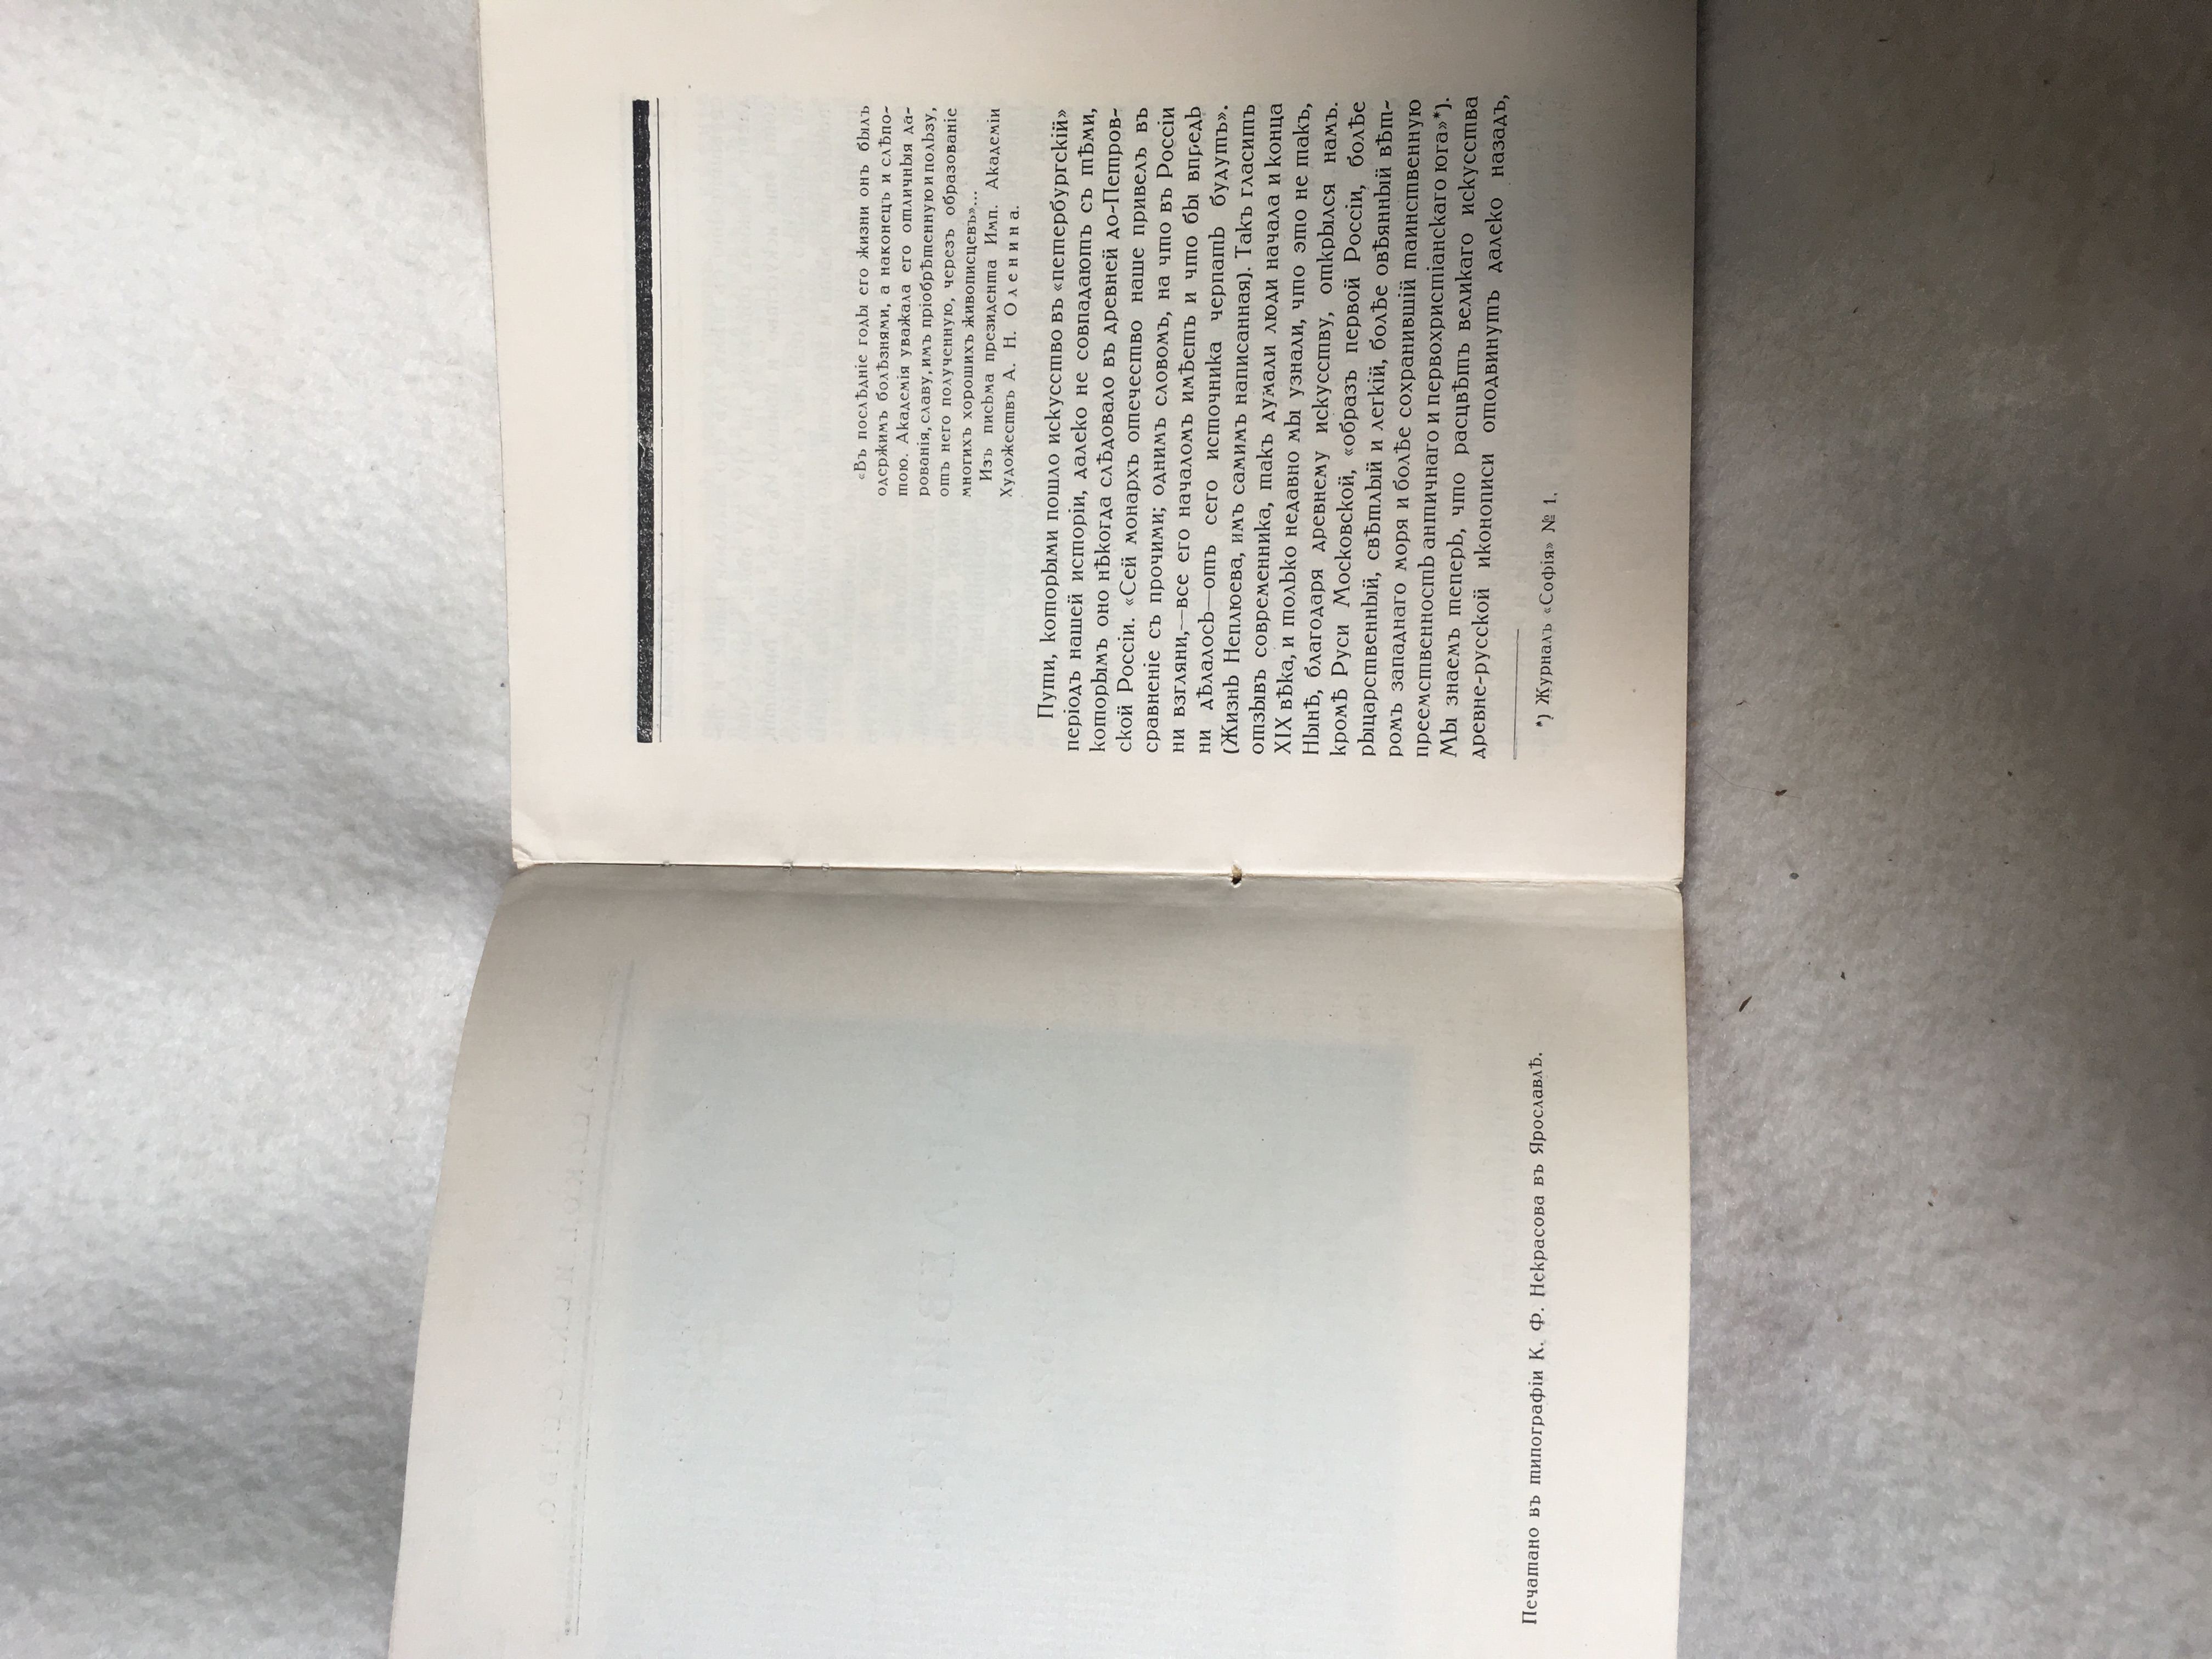 Печатано въ типографіи К. Ф. Некрасова въ Ярославлѣ.
«Въ послѣдніе годы его жизни онъ былъ
одержимъ болѣзнями, а наконецъ и слѣпо-
тою. Академія уважала его отличныя да-
рованія, славу, имъ пріобрѣтенную и пользу,
отъ него полученную, черезъ образованіе
многихъ хорошихъ живописцевъ»...
Изъ письма президента Имп. Академіи
Художествъ А. Н. Оленина.
Пути, которыми пошло искусство въ «петербургскій»
періодъ нашей исторіи, далеко не совпадаютъ съ тѣми,
которымъ оно нѣкогда слѣдовало въ древней до-Петров-
ской Россіи. «Сей монархъ отечество наше привелъ въ
сравненіе съ прочими; однимъ словомъ, на что въ Россіи
ни взгляни,—все его началомъ имѣетъ и что бы впредь
ни дѣлалось—отъ сего источника черпать будутъ».
(Жизнь Неплюева, имъ самимъ написанная). Такъ гласитъ
отзывъ современника, такъ думали люди начала и конца
XIX вѣка, и только недавно мы узнали, что это не такъ,
Нынѣ, благодаря древнему искусству, открылся намъ.
кромѣ Руси Московской, «образъ первой Россіи, болѣе
рыцарственный, свѣтлый и легкій, болѣе овѣянный вѣт-
ромъ западнаго моря и болѣе сохранившій таинственную
преемственность античнаго и первохристіанскаго юга»*).
Мы знаемъ теперь, что расцвѣтъ великаго искусства
древне-русской иконописи отодвинутъ далеко назадъ,
*) Журналъ «Софія» № 1.